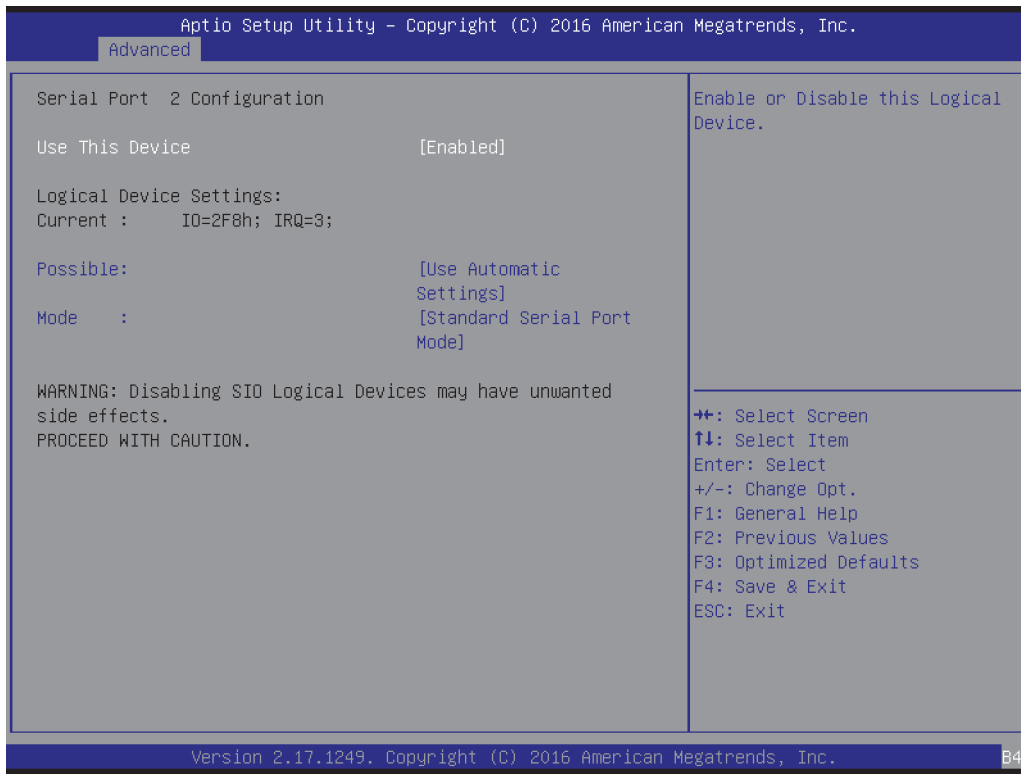 Aptio Setup Utility – Copyright (C) 2016 American Megatrends, Inc.
Advanced
Serial Port 2 Configuration
Use This Device [Enabled]
Logical Device Settings:
Current : IO=2F8h; IRQ=3;
Possible: [Use Automatic
Settings]
Mode : [Standard Serial Port
Mode]
WARNING: Disabling SIO Logical Devices may have unwanted
side effects.
PROCEED WITH CAUTION.
Enable or Disable this Logical
Device.
→←: Select Screen
↑↓: Select Item
Enter: Select
+/-: Change Opt.
F1: General Help
F2: Previous Values
F3: Optimized Defaults
F4: Save & Exit
ESC: Exit
Version 2.17.1249. Copyright (C) 2016 American Megatrends, Inc.
B4